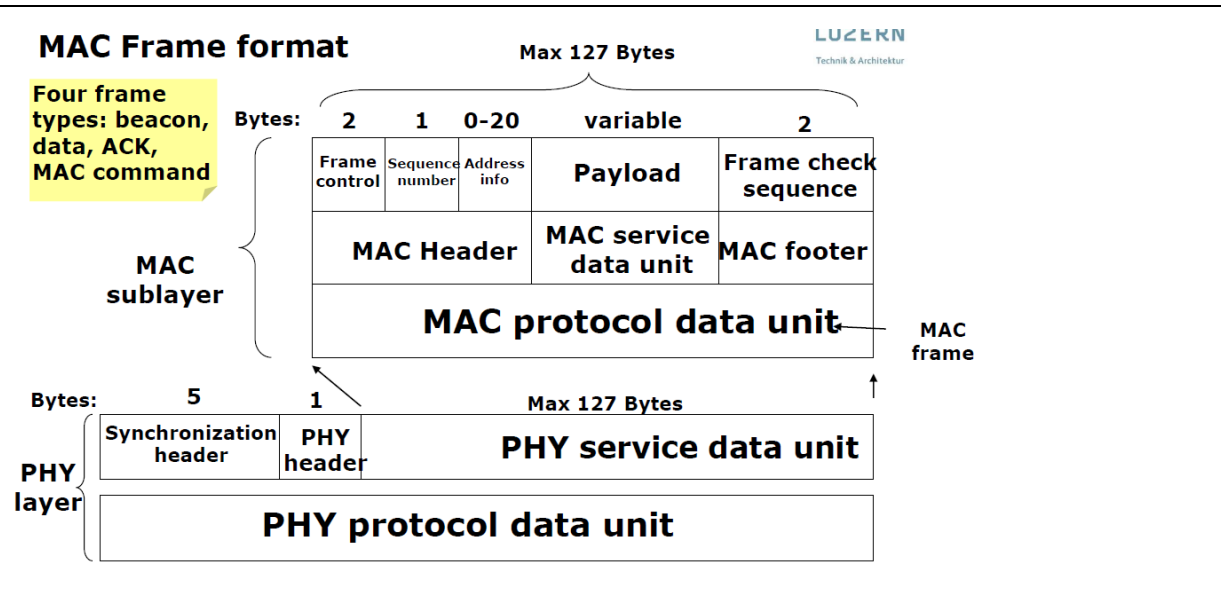 LUZERN
Technik & Architektur
MAC Frame format
Max 127 Bytes
Four frame
types: beacon,
data, ACK,
MAC command
Bytes: 2 1 0-20 variable 2
Frame
control
Sequence
number
Address
info
Payload
Frame check
sequence
MAC Header
MAC service
data unit
MAC footer
MAC
sublayer
MAC protocol data unit
MAC
frame
Bytes: 5 1 Max 127 Bytes
Synchronization
header
PHY
header
PHY service data unit
PHY
layer
PHY protocol data unit